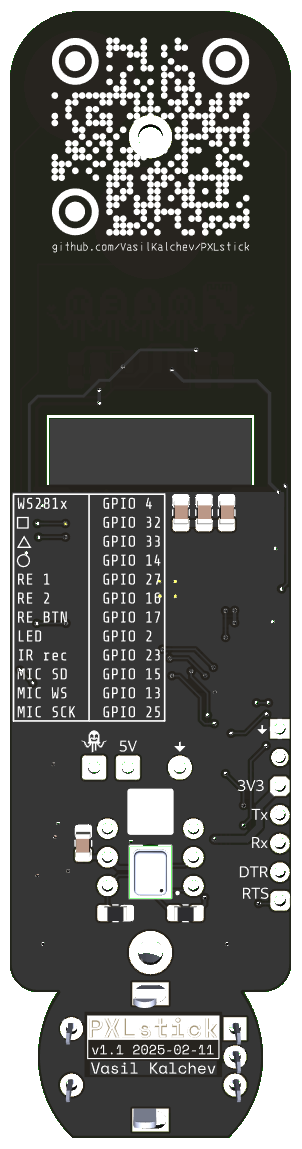 github.com/VasilKalchev/PXLstick
WS281x GPIO 4
□ GPIO 32
△ GPIO 33
GPIO 14
RE 1 GPIO 27
RE 2 GPIO 16
RE BTN GPIO 17
LED GPIO 2
IR rec GPIO 23
MIC SD GPIO 15
MIC WS GPIO 13
MIC SCK GPIO 25
5V
3V3
Tx
Rx
DTR
RTS
PXLstick
v1.1 2025-02-11
Vasil Kalchev